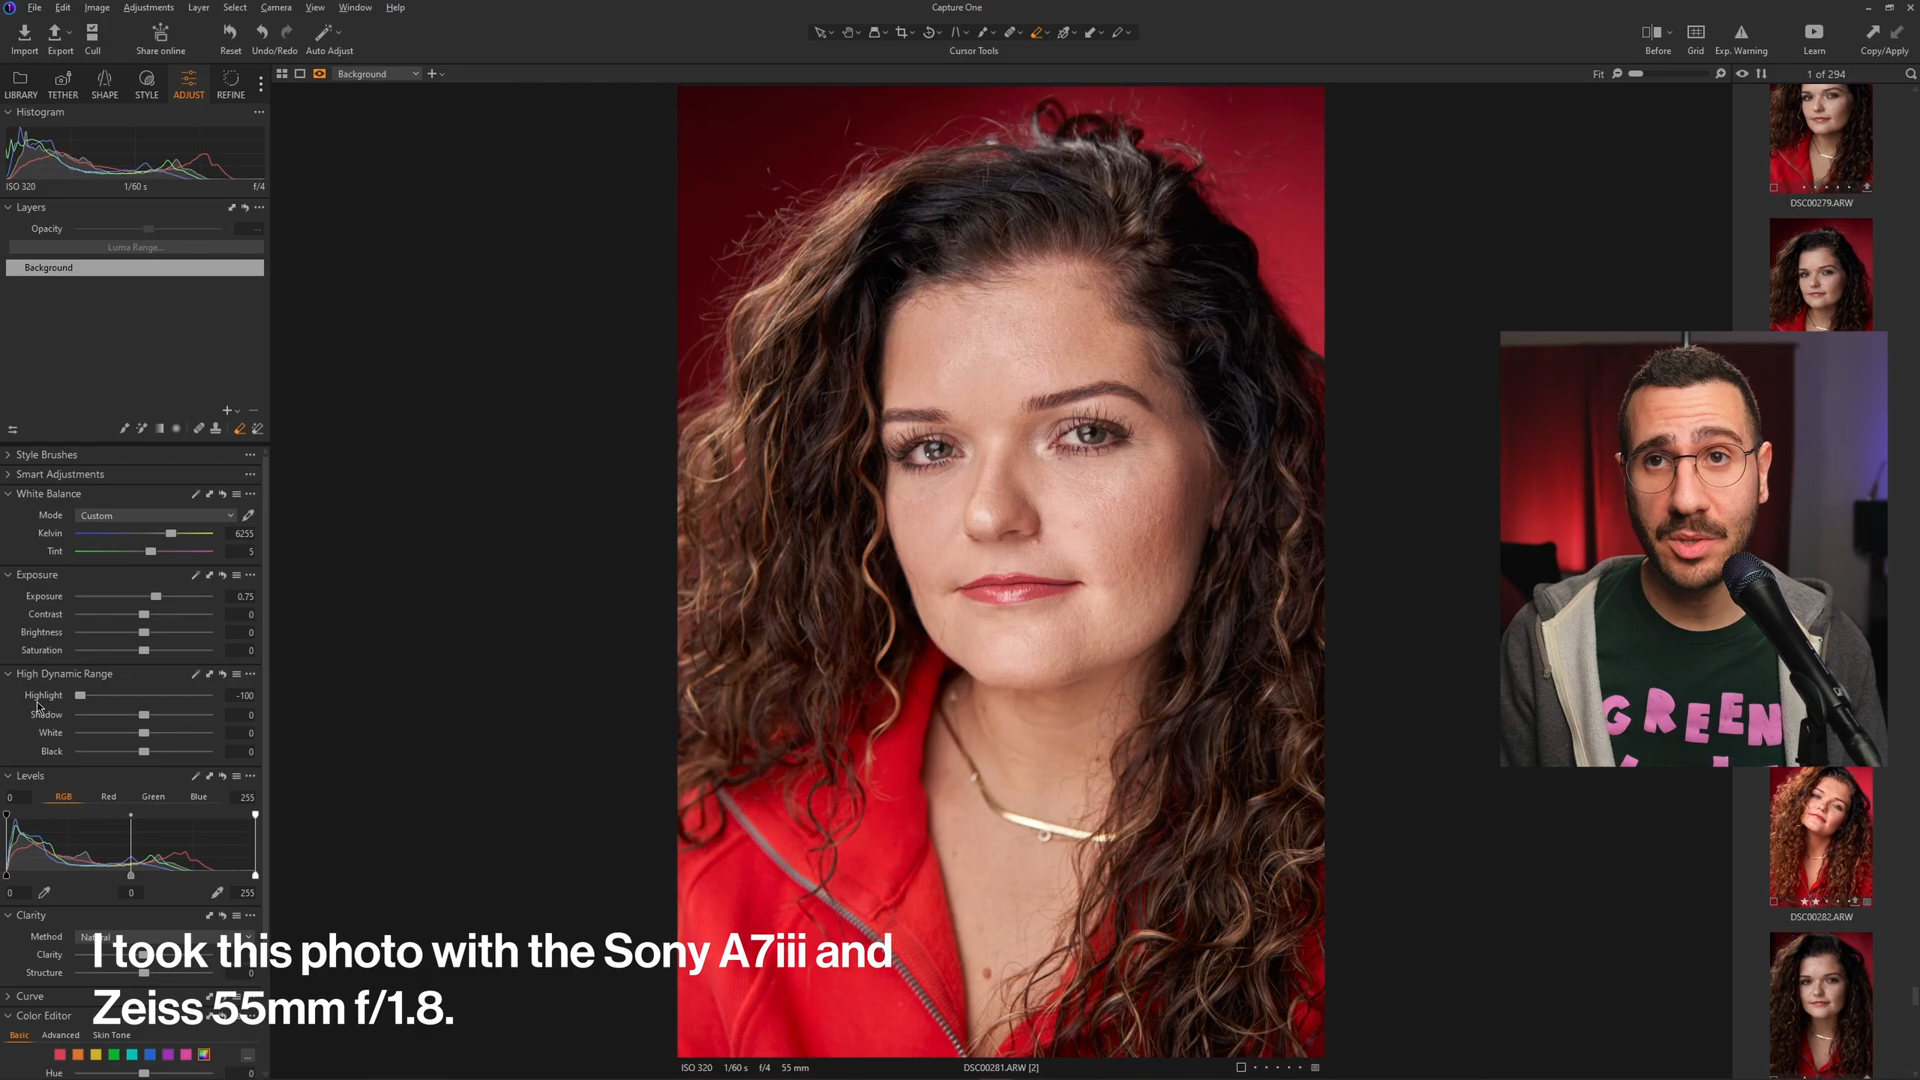 File Edit Image Adjustments Layer Select Camera View Window Help
Capture One
Import Export Cull Share online Reset Undo/Redo Auto Adjust
Cursor Tools
Before Grid Exp. Warning Learn Copy/Apply
LIBRARY TETHER SHAPE STYLE ADJUST REFINE
Background
Fit
1 of 294
Histogram
ISO 320 1/60 s f/4
Layers
Opacity --
Luma Range...
Background
Style Brushes
Smart Adjustments
White Balance
Mode Custom
Kelvin 6255
Tint 5
Exposure
Exposure 0.75
Contrast 0
Brightness 0
Saturation 0
High Dynamic Range
Highlight -100
Shadow 0
White 0
Black 0
Levels
0 RGB Red Green Blue 255
0 0 255
Clarity
Method Natural
Clarity
Structure 0
Curve
Color Editor
Basic Advanced Skin Tone
Hue 0
I took this photo with the Sony A7iii and
Zeiss 55mm f/1.8.
ISO 320 1/60 s f/4 55 mm
DSC00281.ARW [2]
DSC00279.ARW
GREEN
DSC00282.ARW